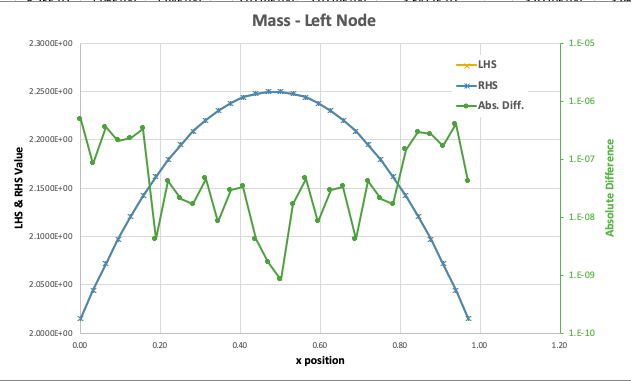 Mass - Left Node
2.3000E+00
2.2500E+00
2.2000E+00
2.1500E+00
2.1000E+00
2.0500E+00
2.0000E+00
LHS & RHS Value
LHS
RHS
Abs. Diff.
1.E-05
1.E-06
1.E-07
1.E-08
1.E-09
1.E-10
Absolute Difference
0.00 0.20 0.40 0.60 0.80 1.00 1.20
x position